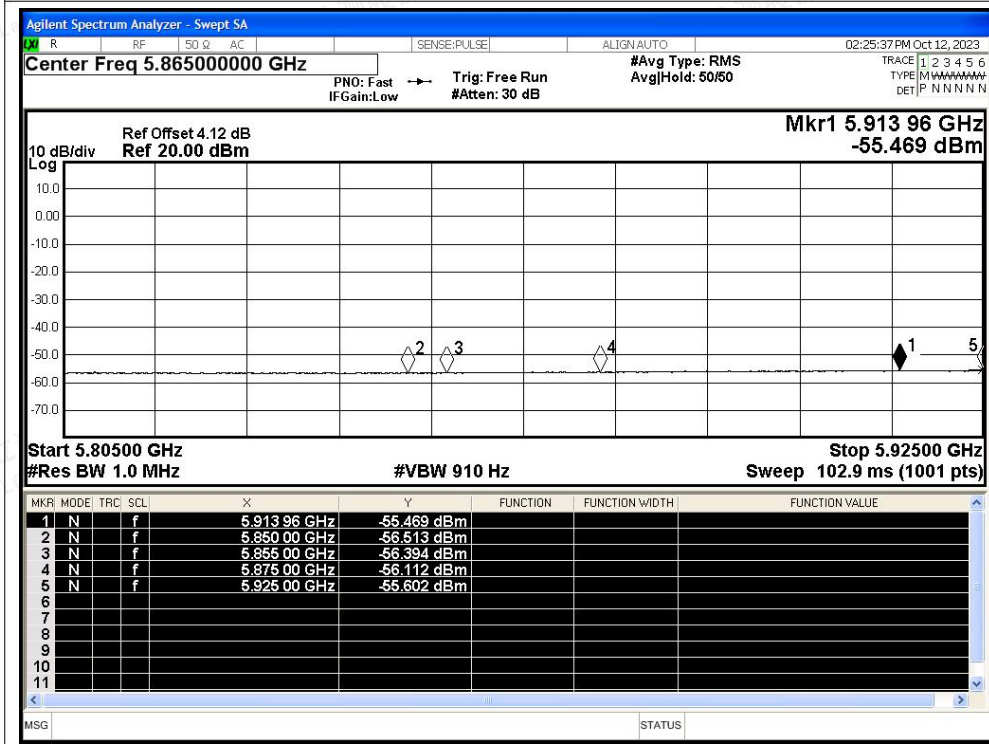 Agilent Spectrum Analyzer - Swept SA
LXI R RF 50 Ω AC SENSE:PULSE ALIGN AUTO 02:25:37 PM Oct 12, 2023
Center Freq 5.865000000 GHz
PNO: Fast
IFGain:Low
Trig: Free Run
#Atten: 30 dB
#Avg Type: RMS
Avg|Hold: 50/50
TRACE 1 2 3 4 5 6
TYPE M WWWWW
DET P N N N N N
Ref Offset 4.12 dB
10 dB/div Ref 20.00 dBm
Log
Mkr1 5.913 96 GHz
-55.469 dBm
10.0
0.00
-10.0
-20.0
-30.0
-40.0
-50.0
-60.0
-70.0
2 3 4 1 5
Start 5.80500 GHz Stop 5.92500 GHz
#Res BW 1.0 MHz #VBW 910 Hz Sweep 102.9 ms (1001 pts)
MKR MODE TRC SCL X Y FUNCTION FUNCTION WIDTH FUNCTION VALUE
1 N f 5.913 96 GHz -55.469 dBm
2 N f 5.850 00 GHz -56.513 dBm
3 N f 5.855 00 GHz -56.394 dBm
4 N f 5.875 00 GHz -56.112 dBm
5 N f 5.925 00 GHz -55.602 dBm
6
7
8
9
10
11
MSG STATUS